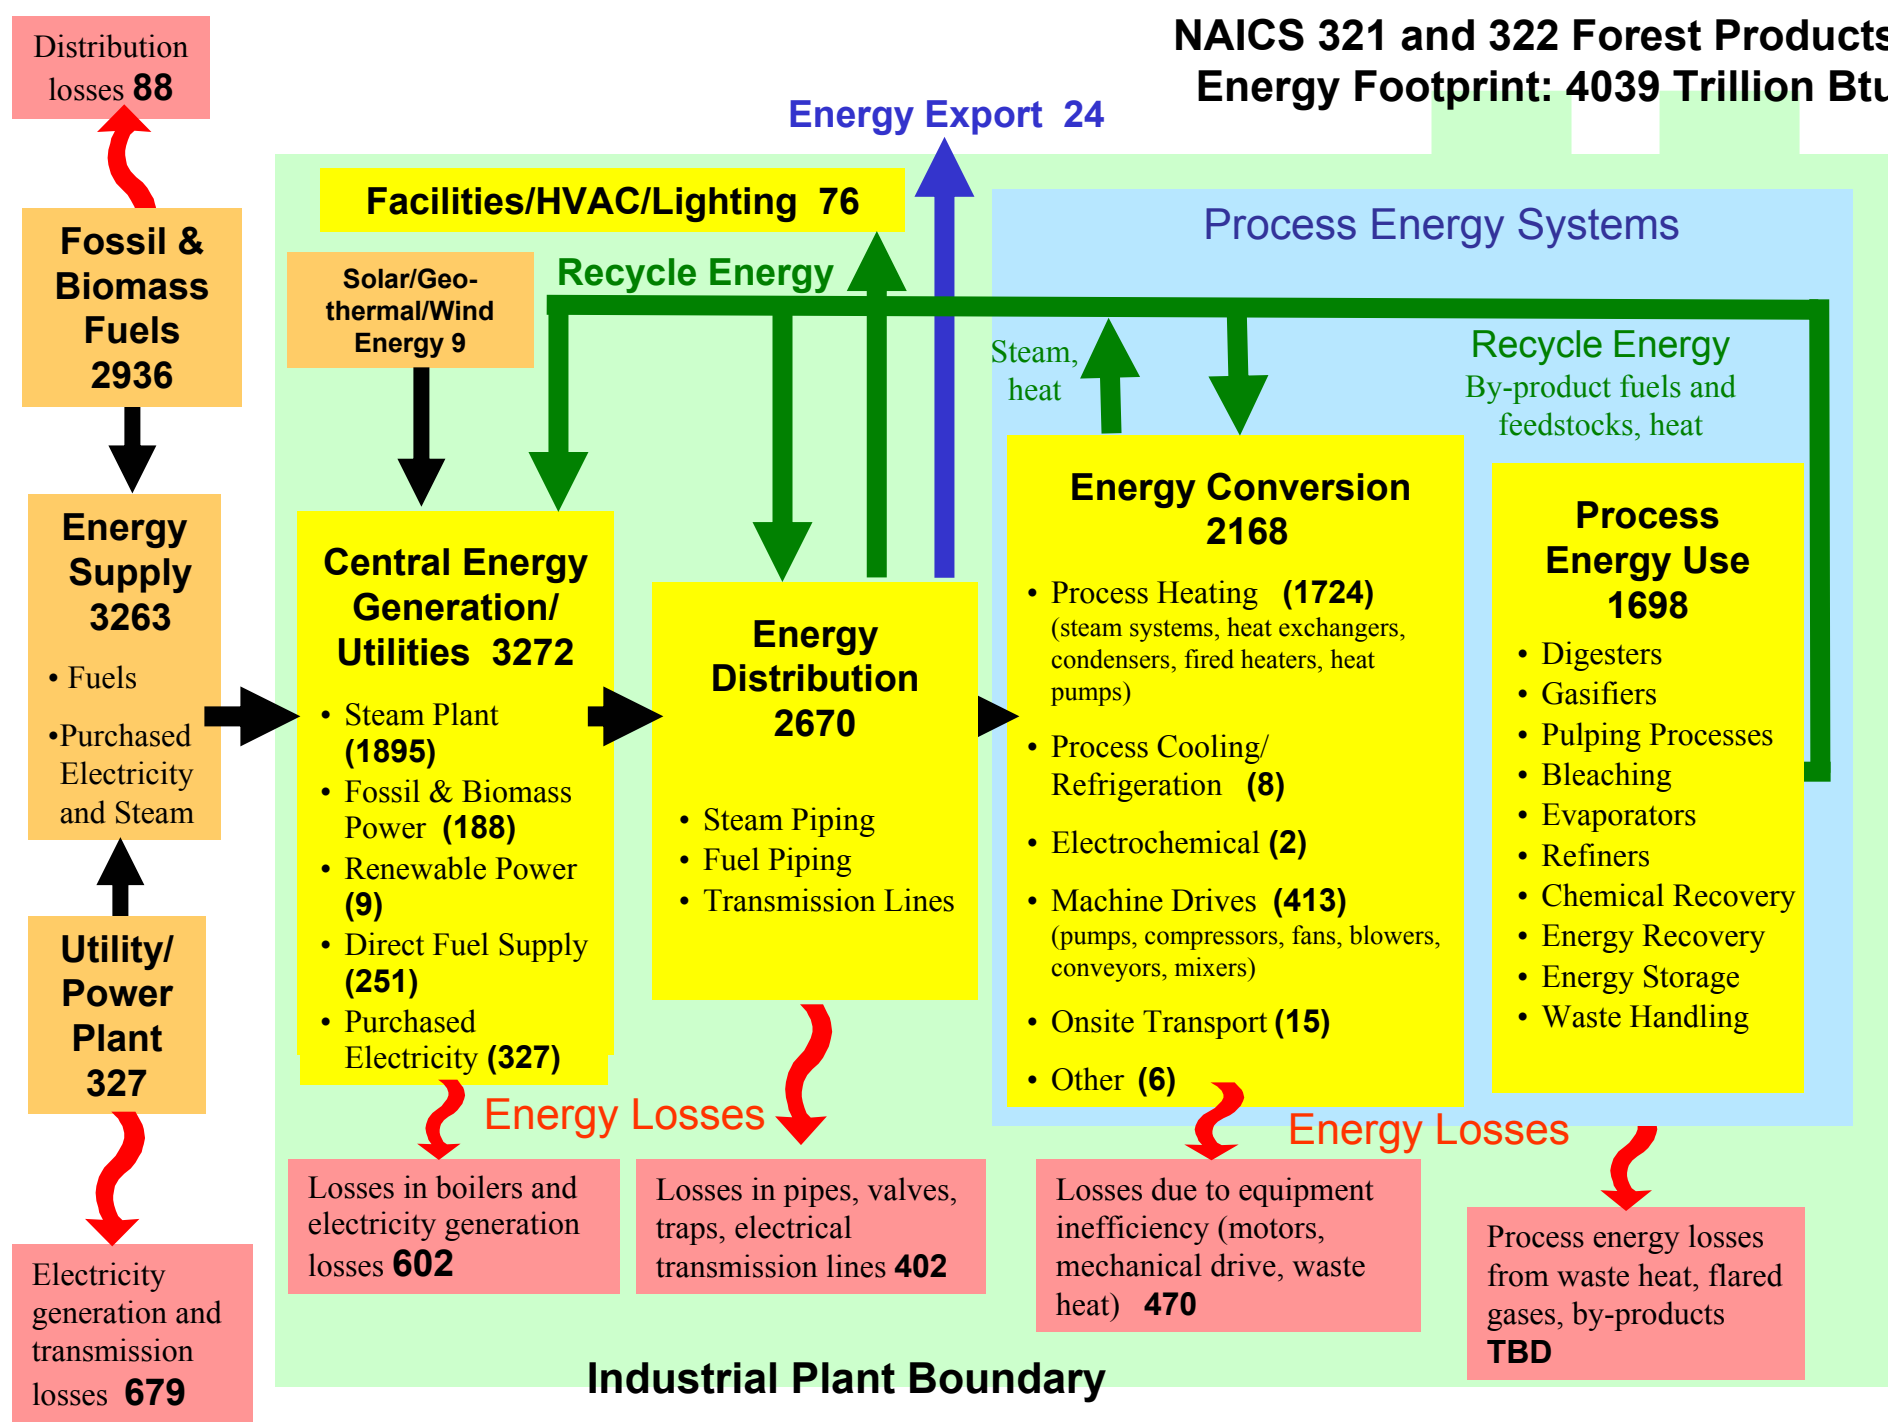 NAICS 321 and 322 Forest Products
Energy Footprint: 4039 Trillion Btu
Distribution
losses 88
Energy Export 24
Facilities/HVAC/Lighting 76
Process Energy Systems
Fossil &
Biomass
Fuels
2936
Solar/Geo-
thermal/Wind
Energy 9
Recycle Energy
Steam,
heat
Recycle Energy
By-product fuels and
feedstocks, heat
Energy
Supply
3263
• Fuels
•Purchased
Electricity
and Steam
Central Energy
Generation/
Utilities 3272
• Steam Plant
(1895)
• Fossil & Biomass
Power (188)
• Renewable Power
(9)
• Direct Fuel Supply
(251)
• Purchased
Electricity (327)
Energy
Distribution
2670
• Steam Piping
• Fuel Piping
• Transmission Lines
Energy Conversion
2168
• Process Heating (1724)
(steam systems, heat exchangers,
condensers, fired heaters, heat
pumps)
• Process Cooling/
Refrigeration (8)
• Electrochemical (2)
• Machine Drives (413)
(pumps, compressors, fans, blowers,
conveyors, mixers)
• Onsite Transport (15)
• Other (6)
Process
Energy Use
1698
• Digesters
• Gasifiers
• Pulping Processes
• Bleaching
• Evaporators
• Refiners
• Chemical Recovery
• Energy Recovery
• Energy Storage
• Waste Handling
Utility/
Power
Plant
327
Energy Losses
Energy Losses
Electricity
generation and
transmission
losses 679
Losses in boilers and
electricity generation
losses 602
Losses in pipes, valves,
traps, electrical
transmission lines 402
Losses due to equipment
inefficiency (motors,
mechanical drive, waste
heat) 470
Process energy losses
from waste heat, flared
gases, by-products
TBD
Industrial Plant Boundary